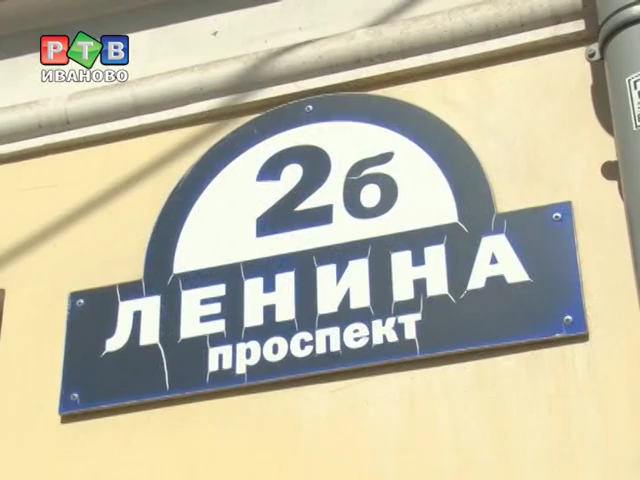 РТВ
ИВАНОВО
2б
ЛЕНИНА
проспект